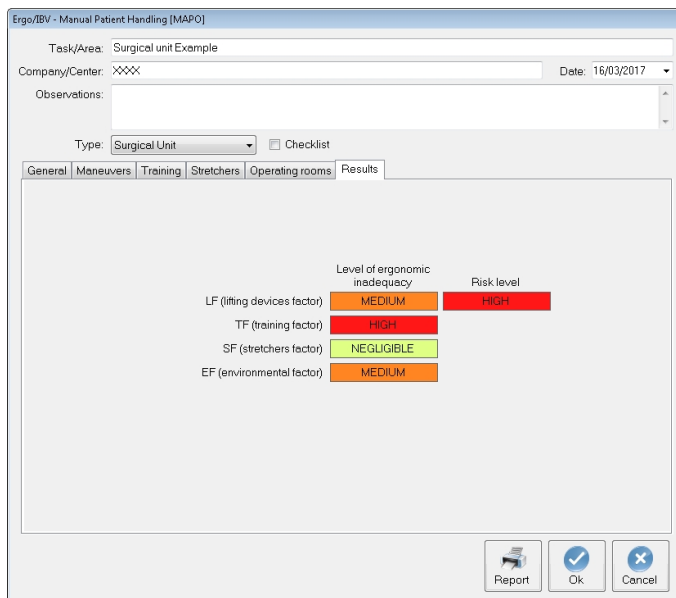 Ergo/IBV - Manual Patient Handling [MAPO]
Task/Area: Surgical unit Example
Company/Center: XXXX Date: 16/03/2017
Observations:
Type: Surgical Unit Checklist
General Maneuvers Training Stretchers Operating rooms Results
Level of ergonomic
inadequacy Risk level
LF (lifting devices factor) MEDIUM HIGH
TF (training factor) HIGH
SF (stretchers factor) NEGLIGIBLE
EF (environmental factor) MEDIUM
Report Ok Cancel